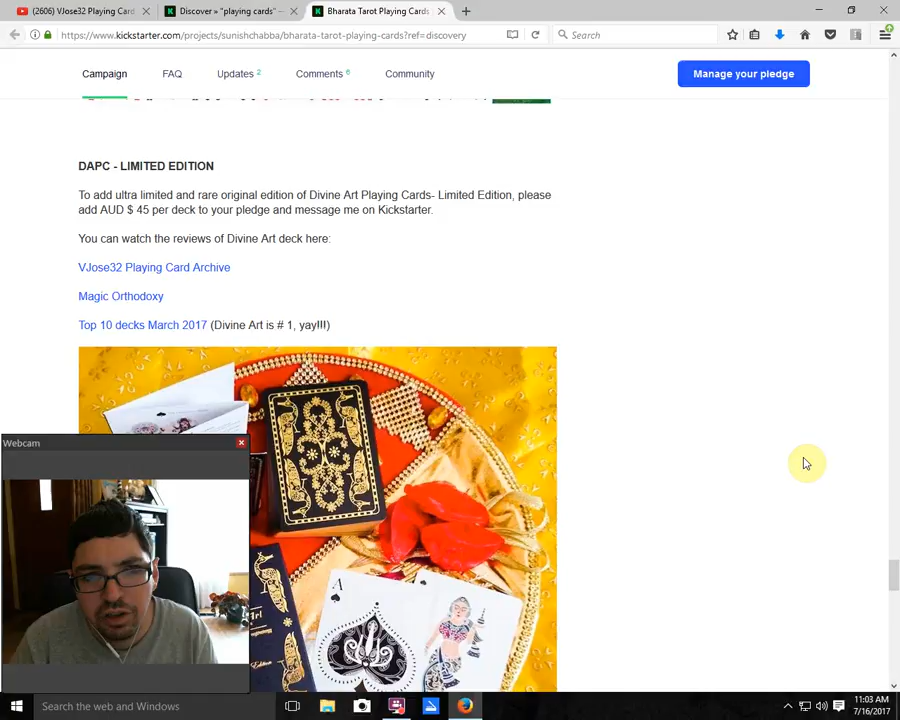 (2606) VJose32 Playing Card
Discover » "playing cards" —
Bharata Tarot Playing Cards
https://www.kickstarter.com/projects/sunishchabba/bharata-tarot-playing-cards?ref=discovery
Search
Campaign
FAQ
Updates 2
Comments 6
Community
Manage your pledge
DAPC - LIMITED EDITION
To add ultra limited and rare original edition of Divine Art Playing Cards- Limited Edition, please
add AUD $ 45 per deck to your pledge and message me on Kickstarter.
You can watch the reviews of Divine Art deck here:
VJose32 Playing Card Archive
Magic Orthodoxy
Top 10 decks March 2017 (Divine Art is # 1, yay!!!)
Webcam
A
Search the web and Windows
11:03 AM
7/16/2017